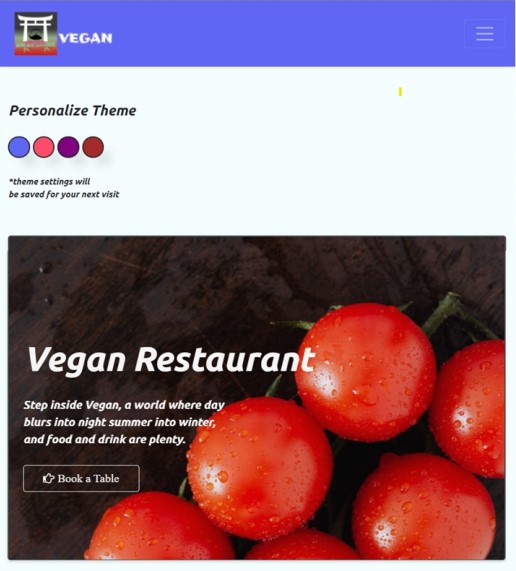 VEGAN
Personalize Theme
*theme settings will
be saved for your next visit
Vegan Restaurant
Step inside Vegan, a world where day
blurs into night summer into winter,
and food and drink are plenty.
Book a Table